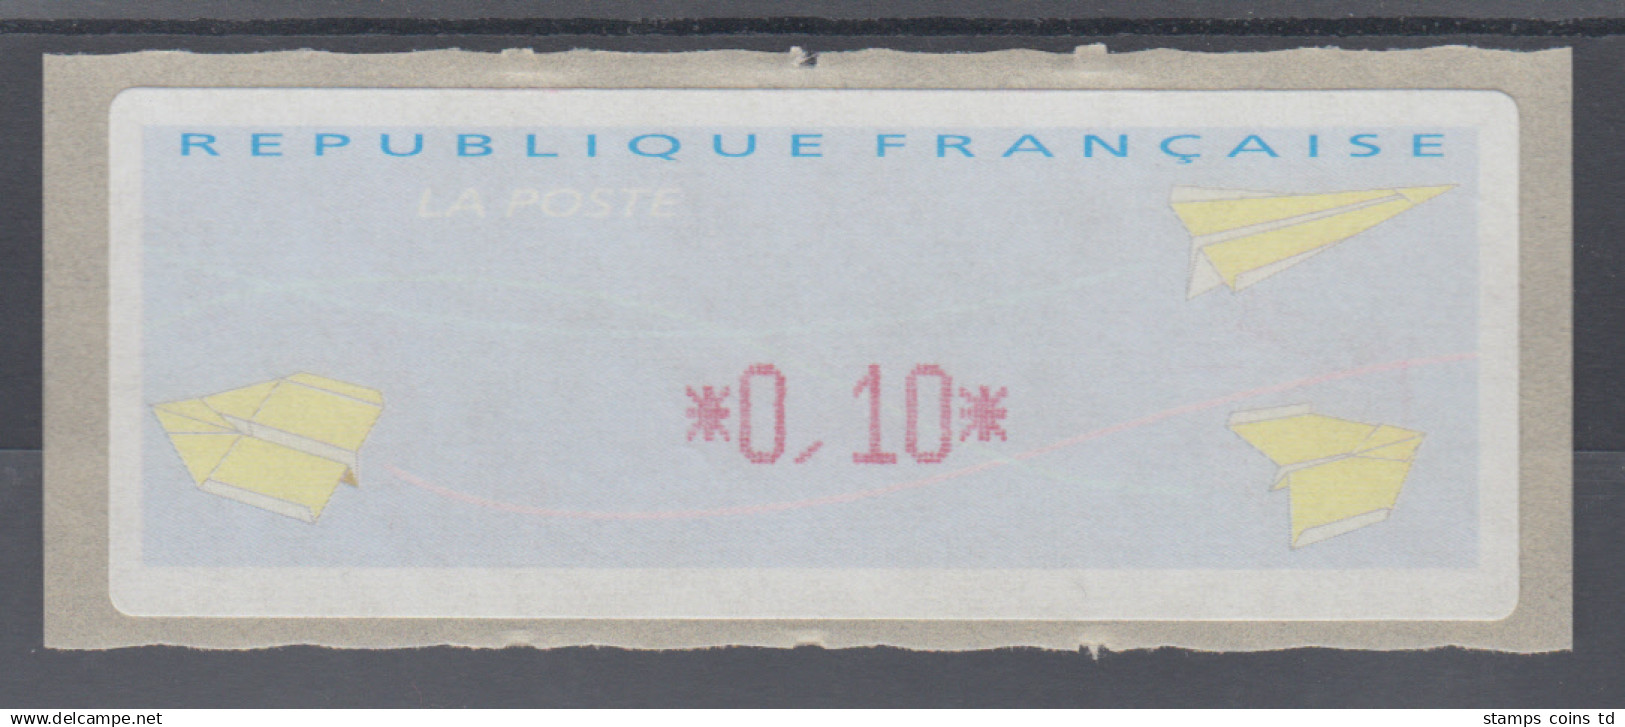 REPUBLIQUE FRANÇAISE
LA POSTE
*0,10*
www.delcampe.net
stamps coins td